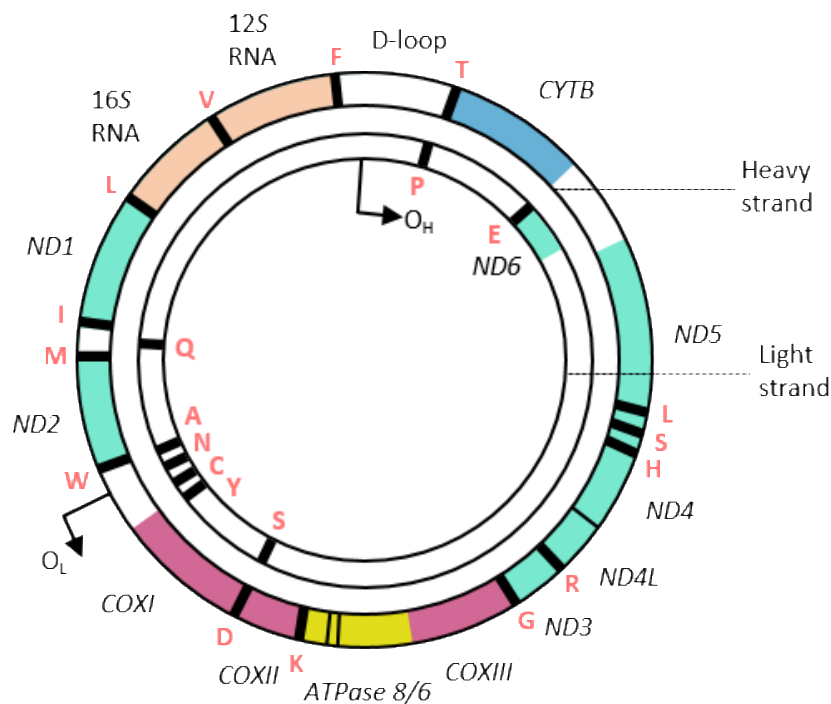 12S
RNA
F
D-loop
T
CYTB
16S
RNA
V
Heavy
strand
L
P
O_H
E
ND6
ND1
I
M
Q
ND5
Light
strand
ND2
A
N
C
Y
W
L
S
H
S
O_L
ND4
COXI
ND4L
R
ND3
G
D
COXII
K
COXIII
ATPase 8/6